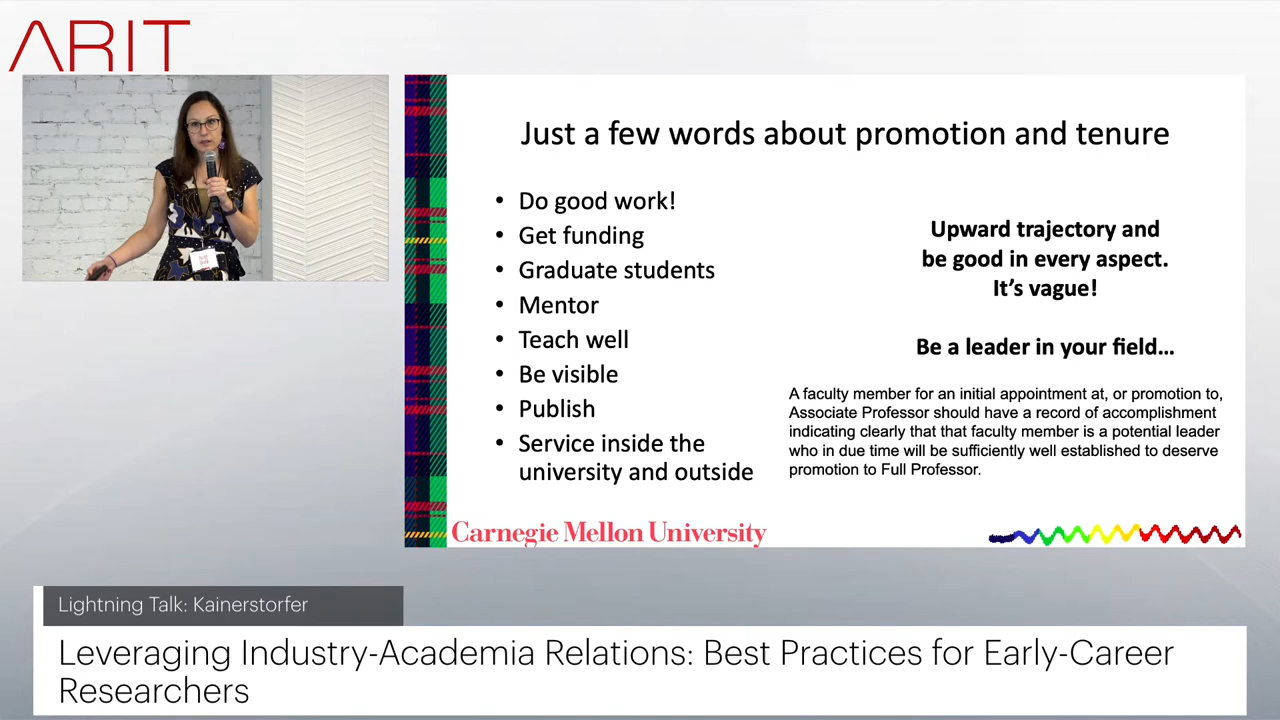 ARIT
Just a few words about promotion and tenure
• Do good work!
• Get funding
• Graduate students
• Mentor
• Teach well
• Be visible
• Publish
• Service inside the
university and outside
Upward trajectory and
be good in every aspect.
It's vague!
Be a leader in your field...
A faculty member for an initial appointment at, or promotion to,
Associate Professor should have a record of accomplishment
indicating clearly that that faculty member is a potential leader
who in due time will be sufficiently well established to deserve
promotion to Full Professor.
Carnegie Mellon University
Lightning Talk: Kainerstorfer
Leveraging Industry-Academia Relations: Best Practices for Early-Career
Researchers